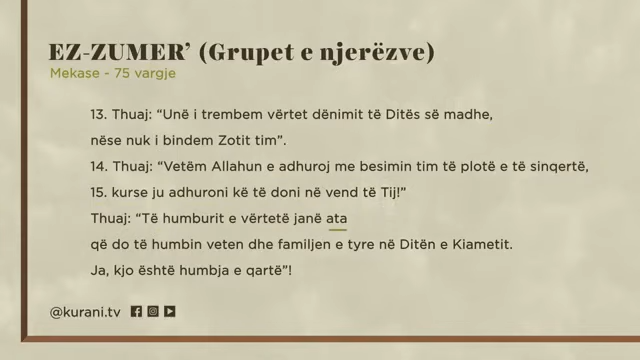 EZ-ZUMER’ (Grupet e njerëzve)
Mekase - 75 vargje
13. Thuaj: “Unë i trembem vërtet dënimit të Ditës së madhe,
nëse nuk i bindem Zotit tim”.
14. Thuaj: “Vetëm Allahun e adhuroj me besimin tim të plotë e të sinqertë,
15. kurse ju adhuroni kë të doni në vend të Tij!”
Thuaj: “Të humburit e vërtetë janë ata
që do të humbin veten dhe familjen e tyre në Ditën e Kiametit.
Ja, kjo është humbja e qartë”!
@kurani.tv